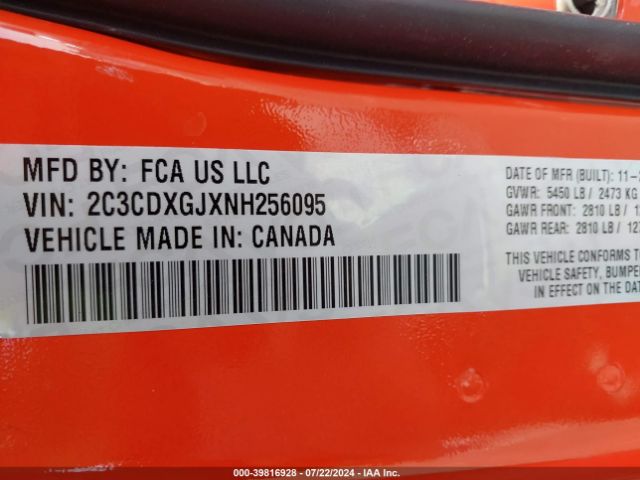 MFD BY: FCA US LLC
VIN: 2C3CDXGJXNH256095
VEHICLE MADE IN: CANADA
DATE OF MFR (BUILT): 11-
GVWR: 5450 LB / 2473 KG
GAWR FRONT: 2810 LB /
GAWR REAR: 2810 LB /
THIS VEHICLE CONFORMS TO
VEHICLE SAFETY, BUMPER
IN EFFECT ON THE
000-39816928 - 07/22/2024 - IAA, Inc.